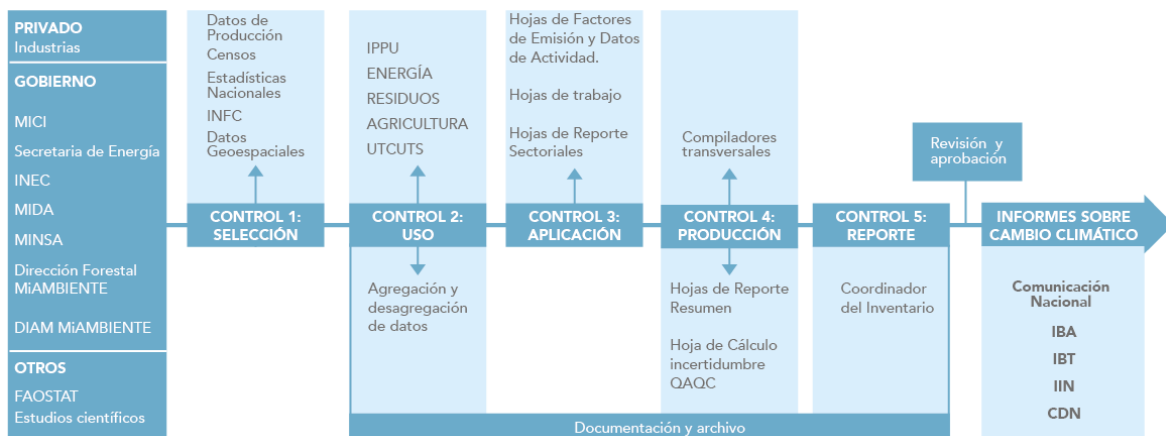 PRIVADO
Industrias
GOBIERNO
MICI
Secretaria de Energía
INEC
MIDA
MINSA
Dirección Forestal
MiAMBIENTE
DIAM MiAMBIENTE
OTROS
FAOSTAT
Estudios científicos
Datos de
Producción
Censos
Estadísticas
Nacionales
INFC
Datos
Geoespaciales
CONTROL 1:
SELECCIÓN
IPPU
ENERGÍA
RESIDUOS
AGRICULTURA
UTCUTS
CONTROL 2:
USO
Agregación y
desagregación
de datos
Hojas de Factores
de Emisión y Datos
de Actividad.
Hojas de trabajo
Hojas de Reporte
Sectoriales
CONTROL 3:
APLICACIÓN
Compiladores
transversales
CONTROL 4:
PRODUCCIÓN
Hojas de Reporte
Resumen
Hoja de Cálculo
incertidumbre
QAQC
CONTROL 5:
REPORTE
Coordinador
del Inventario
Documentación y archivo
Revisión y
aprobación
INFORMES SOBRE
CAMBIO CLIMÁTICO
Comunicación
Nacional
IBA
IBT
IIN
CDN